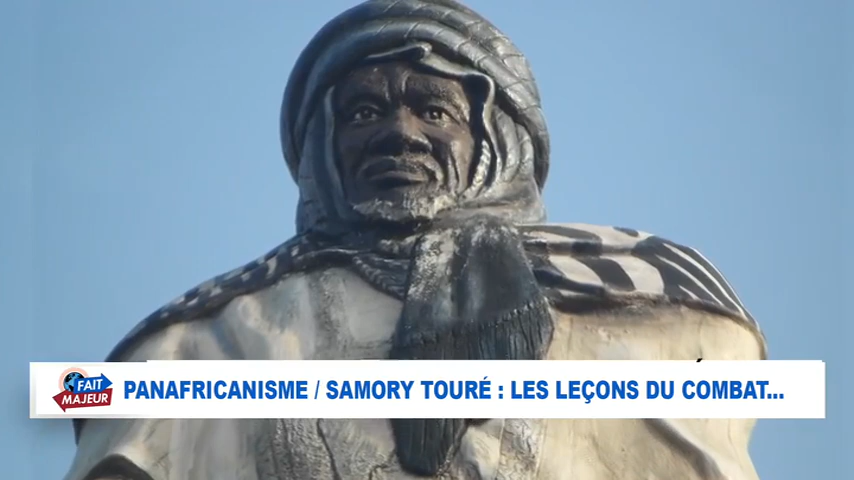 FAIT
MAJEUR
PANAFRICANISME / SAMORY TOURÉ : LES LEÇONS DU COMBAT...